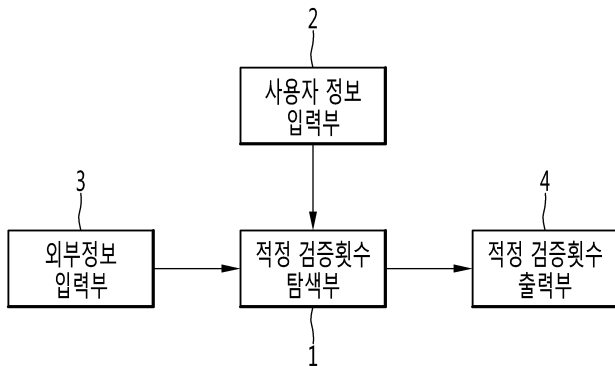 2
사용자 정보
입력부
3
외부정보
입력부
적정 검증횟수
탐색부
1
4
적정 검증횟수
출력부